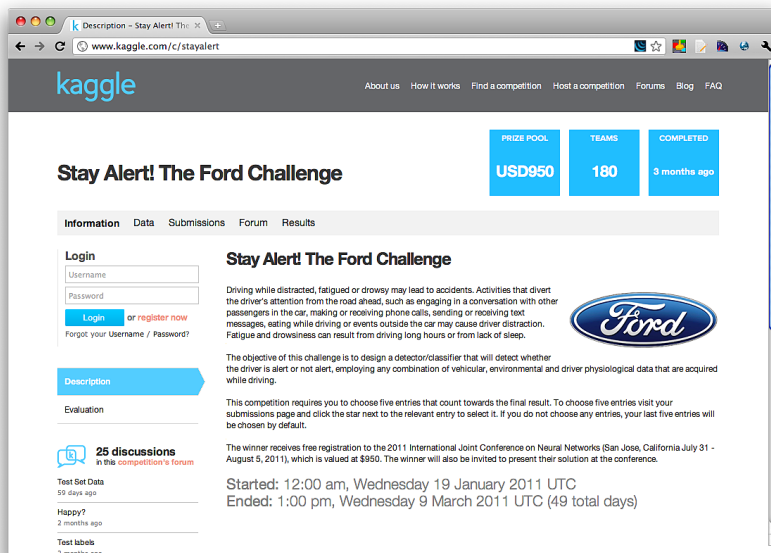 Description – Stay Alert! The
www.kaggle.com/c/stayalert
kaggle
About us How it works Find a competition Host a competition Forums Blog FAQ
Stay Alert! The Ford Challenge
PRIZE POOL
USD950
TEAMS
180
COMPLETED
3 months ago
Information Data Submissions Forum Results
Login
Username
Password
Login or register now
Forgot your Username / Password?
Description
Evaluation
25 discussions
in this competition's forum
Test Set Data
59 days ago
Happy?
2 months ago
Test labels
2 months ago
Stay Alert! The Ford Challenge
Driving while distracted, fatigued or drowsy may lead to accidents. Activities that divert
the driver's attention from the road ahead, such as engaging in a conversation with other
passengers in the car, making or receiving phone calls, sending or receiving text
messages, eating while driving or events outside the car may cause driver distraction.
Fatigue and drowsiness can result from driving long hours or from lack of sleep.
Ford
The objective of this challenge is to design a detector/classifier that will detect whether
the driver is alert or not alert, employing any combination of vehicular, environmental and driver physiological data that are acquired
while driving.
This competition requires you to choose five entries that count towards the final result. To choose five entries visit your
submissions page and click the star next to the relevant entry to select it. If you do not choose any entries, your last five entries will
be chosen by default.
The winner receives free registration to the 2011 International Joint Conference on Neural Networks (San Jose, California July 31 -
August 5, 2011), which is valued at $950. The winner will also be invited to present their solution at the conference.
Started: 12:00 am, Wednesday 19 January 2011 UTC
Ended: 1:00 pm, Wednesday 9 March 2011 UTC (49 total days)